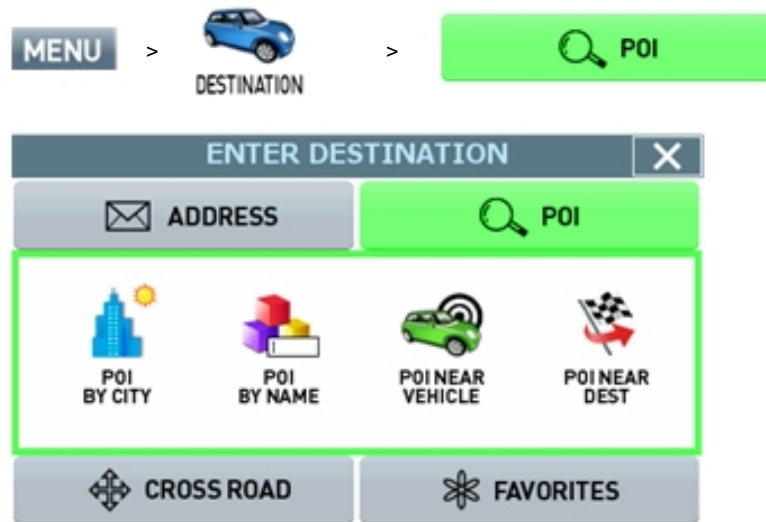 MENU > DESTINATION > POI
ENTER DESTINATION X
ADDRESS
POI
POI
BY CITY
POI
BY NAME
POI NEAR
VEHICLE
POI NEAR
DEST
CROSS ROAD
FAVORITES